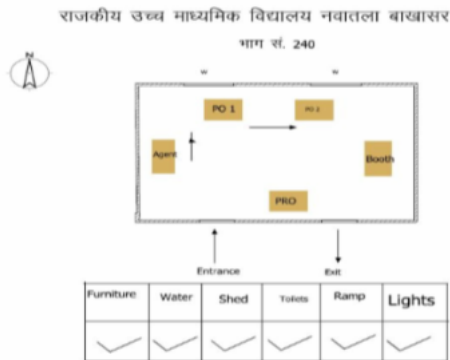 राजकीय उच्च माध्यमिक विद्यालय नवातला बाखासर
भाग सं. 240
N
W W
PO 1 PO 2
Agent Booth
PRO
Entrance Exit
Furniture Water Shed Toilets Ramp Lights